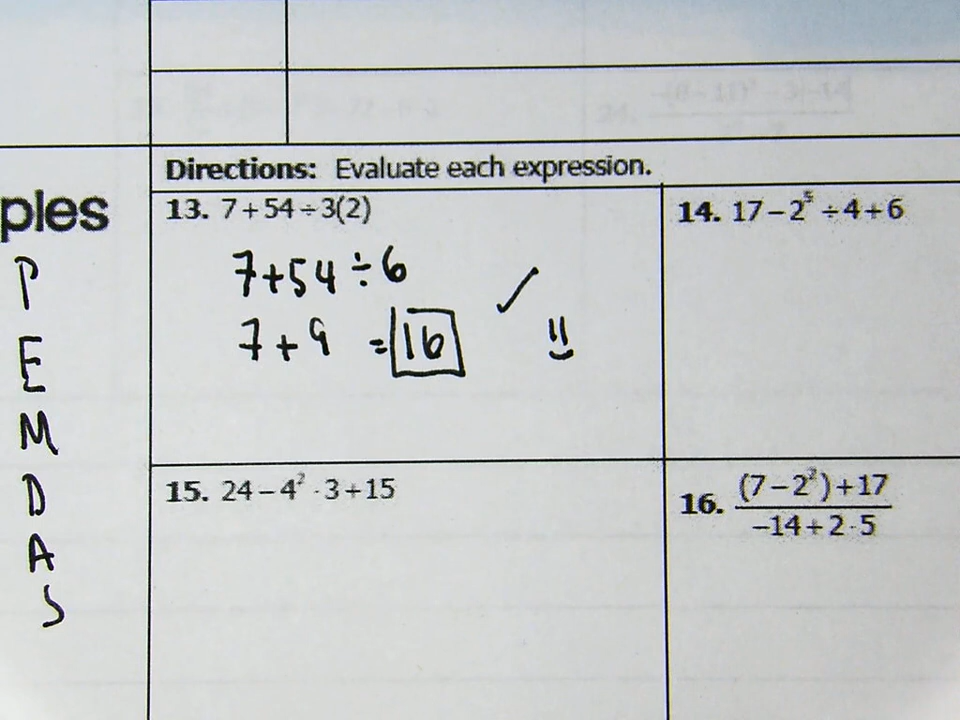 Directions: Evaluate each expression.
ples
P
E
M
D
A
S
13. 7+54÷3(2)
7+54÷6
7+9 =16
14. 17−2⁵÷4+6
15. 24−4²·3+15
16. (7−2²)+17
−14+2·5